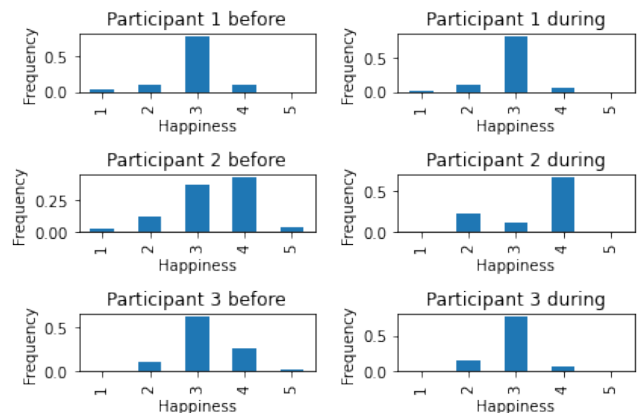 Participant 1 before
Frequency
0.5
0.0
1 2 3 4 5
Happiness
Participant 1 during
Frequency
0.5
0.0
1 2 3 4 5
Happiness
Participant 2 before
Frequency
0.25
0.00
1 2 3 4 5
Happiness
Participant 2 during
Frequency
0.5
0.0
1 2 3 4 5
Happiness
Participant 3 before
Frequency
0.5
0.0
1 2 3 4 5
Happiness
Participant 3 during
Frequency
0.5
0.0
1 2 3 4 5
Happiness